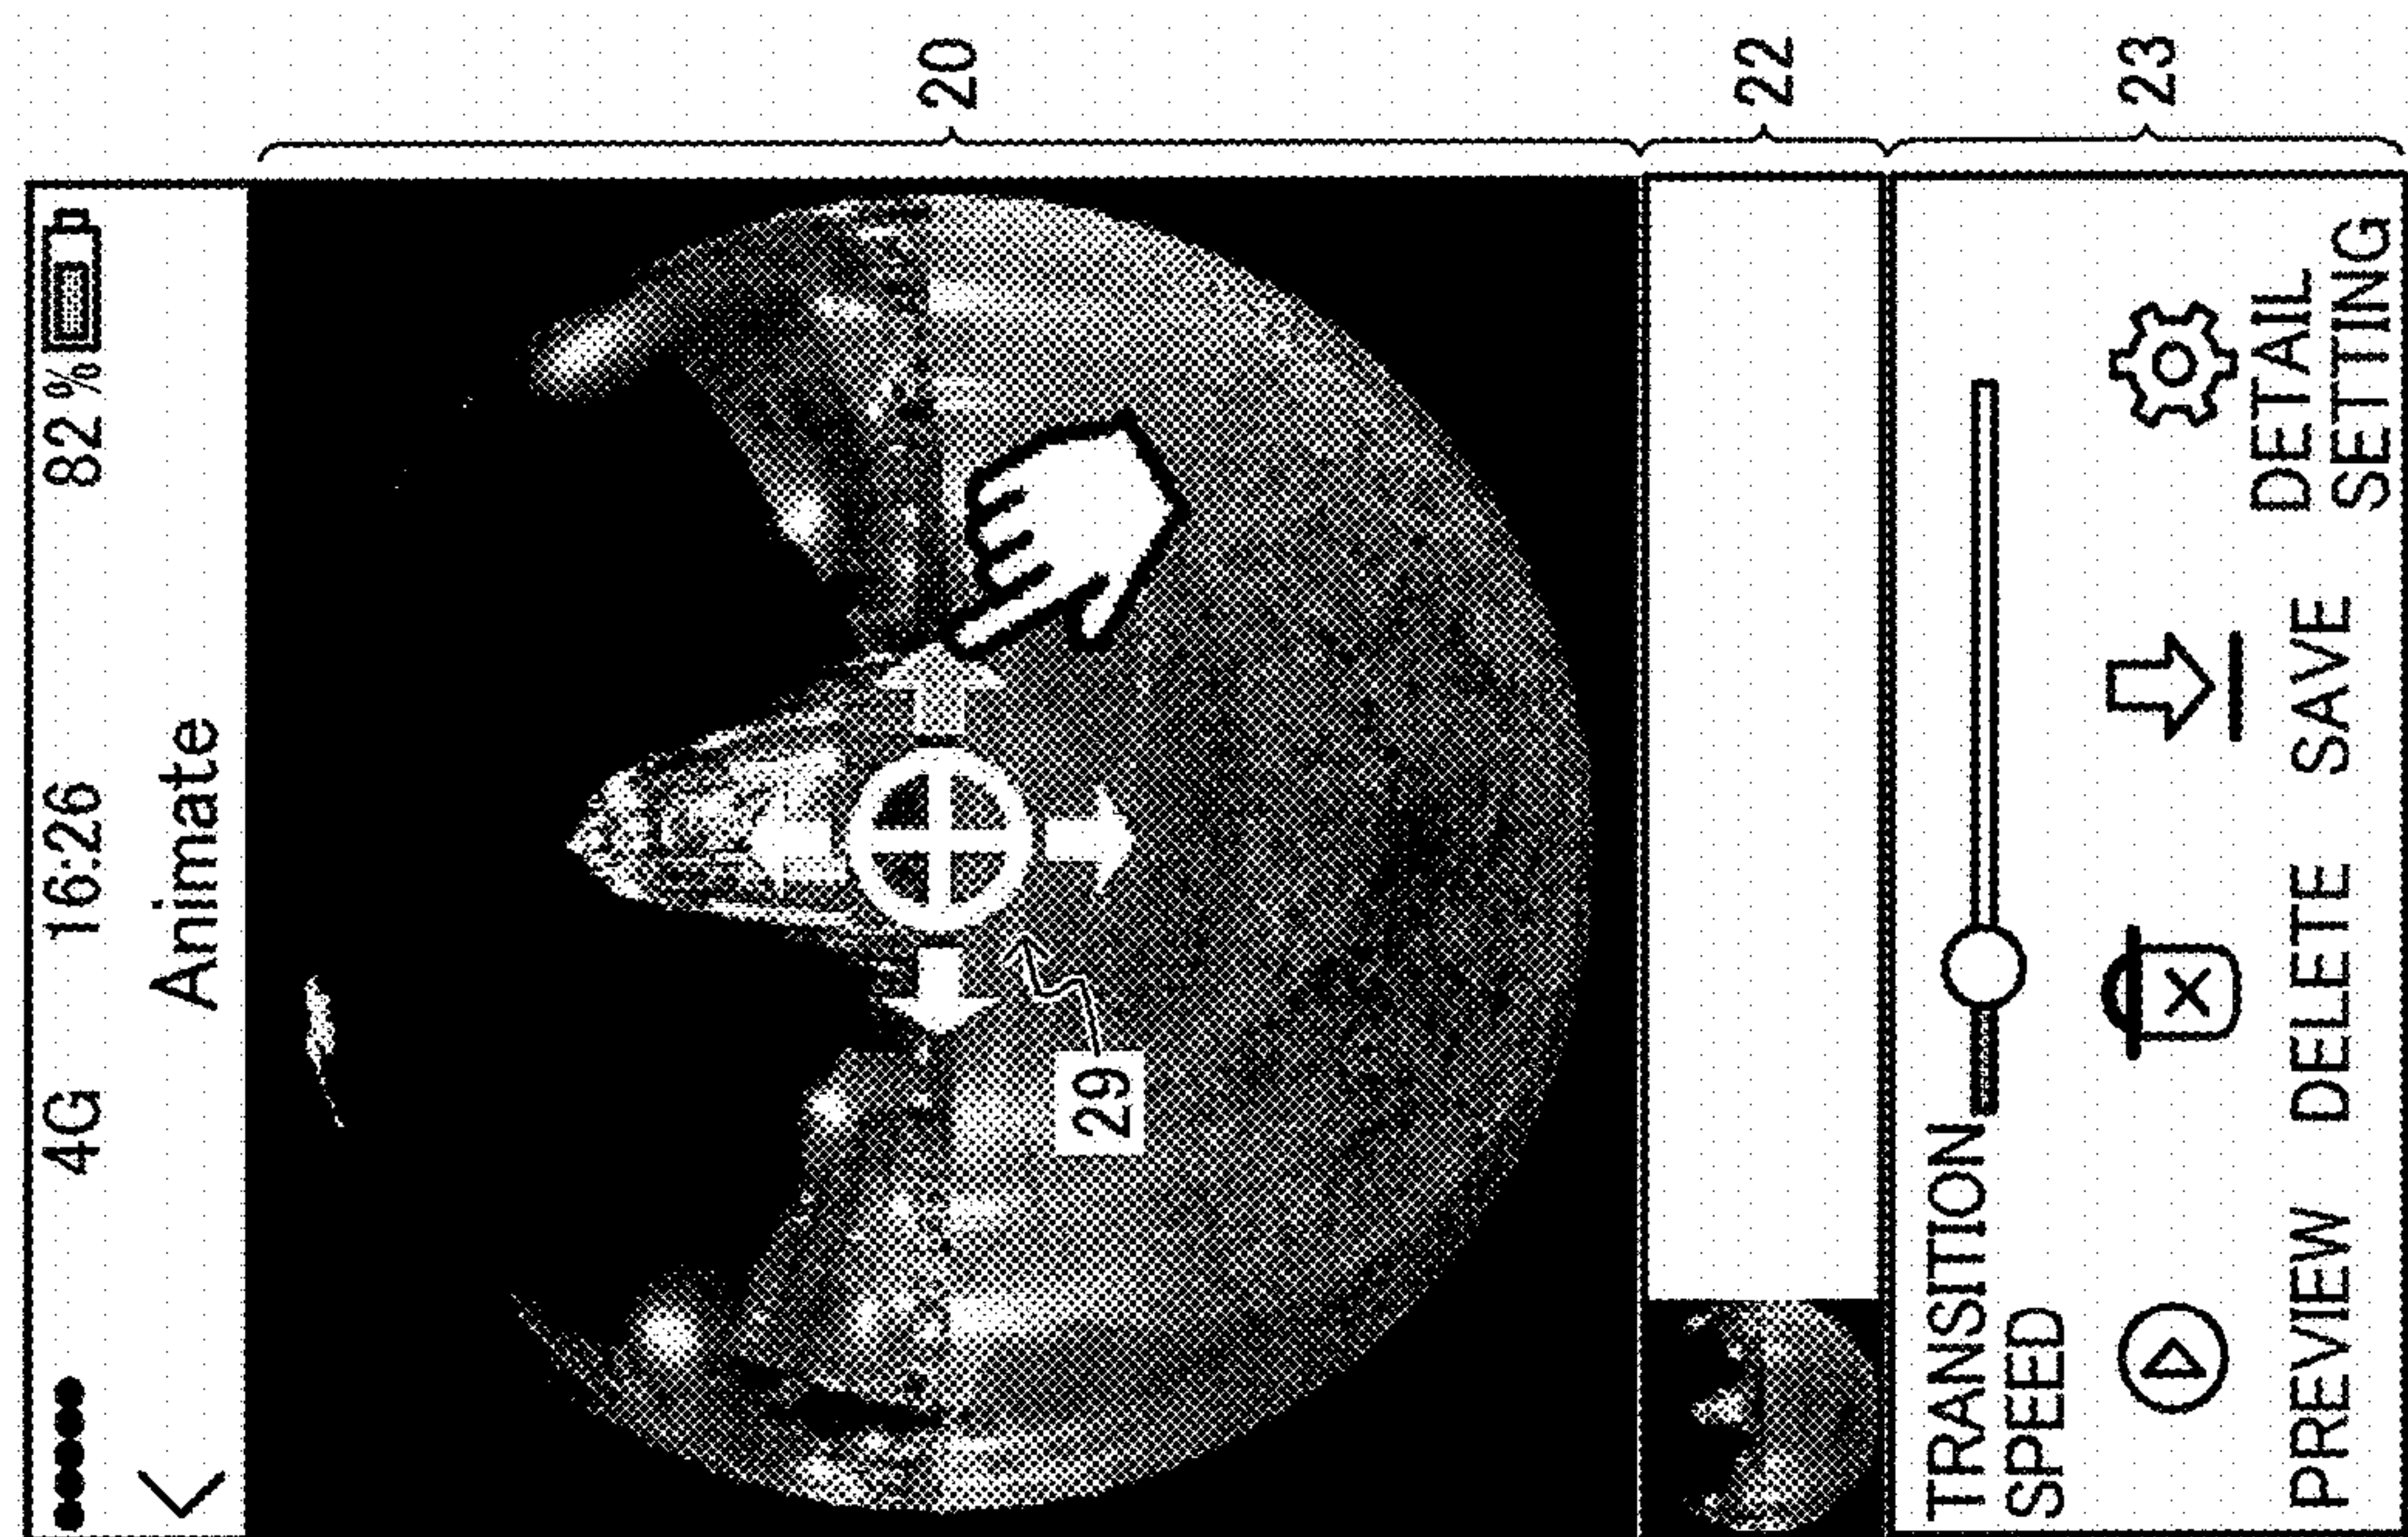 4G 16:26 82%
Animate
20
29
22
23
TRANSITION
SPEED
PREVIEW DELETE SAVE DETAIL
SETTING